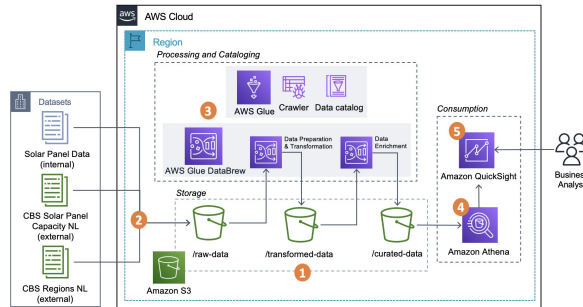 aws
AWS Cloud
Region
Processing and Cataloging
Datasets
Solar Panel Data
(internal)
CBS Solar Panel
Capacity NL
(external)
CBS Regions NL
(external)
3
AWS Glue
Crawler
Data catalog
AWS Glue DataBrew
Data Preparation
& Transformation
Data
Enrichment
Storage
2
/raw-data
/transformed-data
/curated-data
1
Amazon S3
Consumption
5
Amazon QuickSight
4
Amazon Athena
Business
Analyst